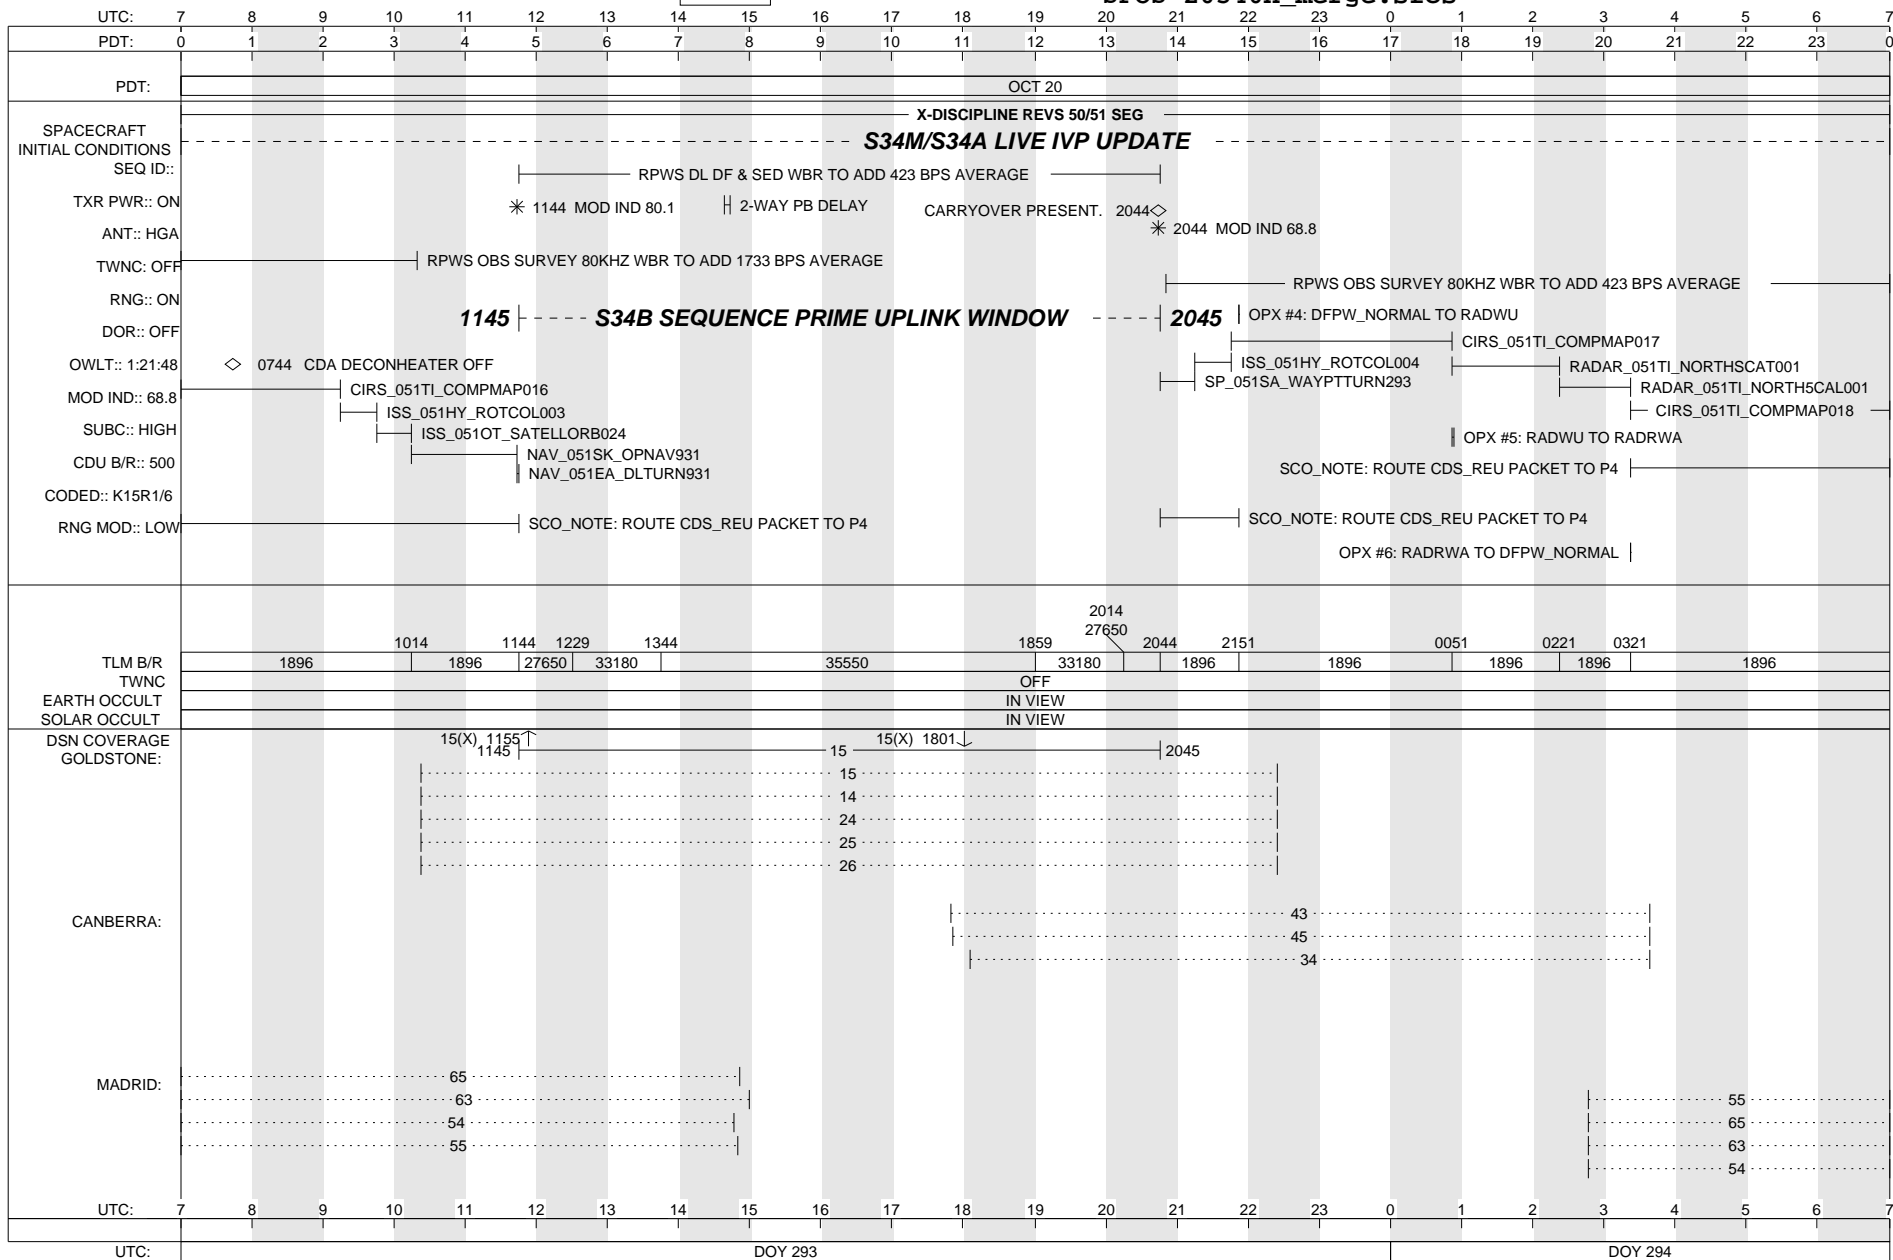 UTC: 7 8 9 10 11 12 13 14 15 16 17 18 19 20 21 22 23 0 1 2 3 4 5 6 7
PDT: 0 1 2 3 4 5 6 7 8 9 10 11 12 13 14 15 16 17 18 19 20 21 22 23 0
PDT: OCT 20
X-DISCIPLINE REVS 50/51 SEG
SPACECRAFT
INITIAL CONDITIONS
S34M/S34A LIVE IVP UPDATE
SEQ ID::
RPWS DL DF & SED WBR TO ADD 423 BPS AVERAGE
TXR PWR:: ON
1144 MOD IND 80.1
2-WAY PB DELAY
CARRYOVER PRESENT. 2044
2044 MOD IND 68.8
ANT:: HGA
TWNC: OFF
RPWS OBS SURVEY 80KHZ WBR TO ADD 1733 BPS AVERAGE
RPWS OBS SURVEY 80KHZ WBR TO ADD 423 BPS AVERAGE
RNG:: ON
1145 S34B SEQUENCE PRIME UPLINK WINDOW 2045
OPX #4: DFPW_NORMAL TO RADWU
DOR:: OFF
CIRS_051TI_COMPMAP017
OWLT:: 1:21:48
0744 CDA DECONHEATER OFF
ISS_051HY_ROTCOL004
RADAR_051TI_NORTHSCAT001
SP_051SA_WAYPTTURN293
MOD IND:: 68.8
CIRS_051TI_COMPMAP016
RADAR_051TI_NORTH5CAL001
ISS_051HY_ROTCOL003
CIRS_051TI_COMPMAP018
SUBC:: HIGH
ISS_051OT_SATELLORB024
OPX #5: RADWU TO RADRWA
NAV_051SK_OPNAV931
CDU B/R:: 500
NAV_051EA_DLTURN931
SCO_NOTE: ROUTE CDS_REU PACKET TO P4
CODED:: K15R1/6
RNG MOD:: LOW
SCO_NOTE: ROUTE CDS_REU PACKET TO P4
SCO_NOTE: ROUTE CDS_REU PACKET TO P4
OPX #6: RADRWA TO DFPW_NORMAL
2014
27650
1014 1144 1229 1344 1859 2044 2151 0051 0221 0321
TLM B/R 1896 1896 27650 33180 35550 33180 1896 1896 1896 1896 1896
TWNC OFF
EARTH OCCULT IN VIEW
SOLAR OCCULT IN VIEW
DSN COVERAGE
15(X) 1155
15(X) 1801
GOLDSTONE:
1145 15 2045
15
14
24
25
26
CANBERRA:
43
45
34
MADRID:
65
63
54
55
55
65
63
54
UTC: 7 8 9 10 11 12 13 14 15 16 17 18 19 20 21 22 23 0 1 2 3 4 5 6 7
UTC: DOY 293 DOY 294